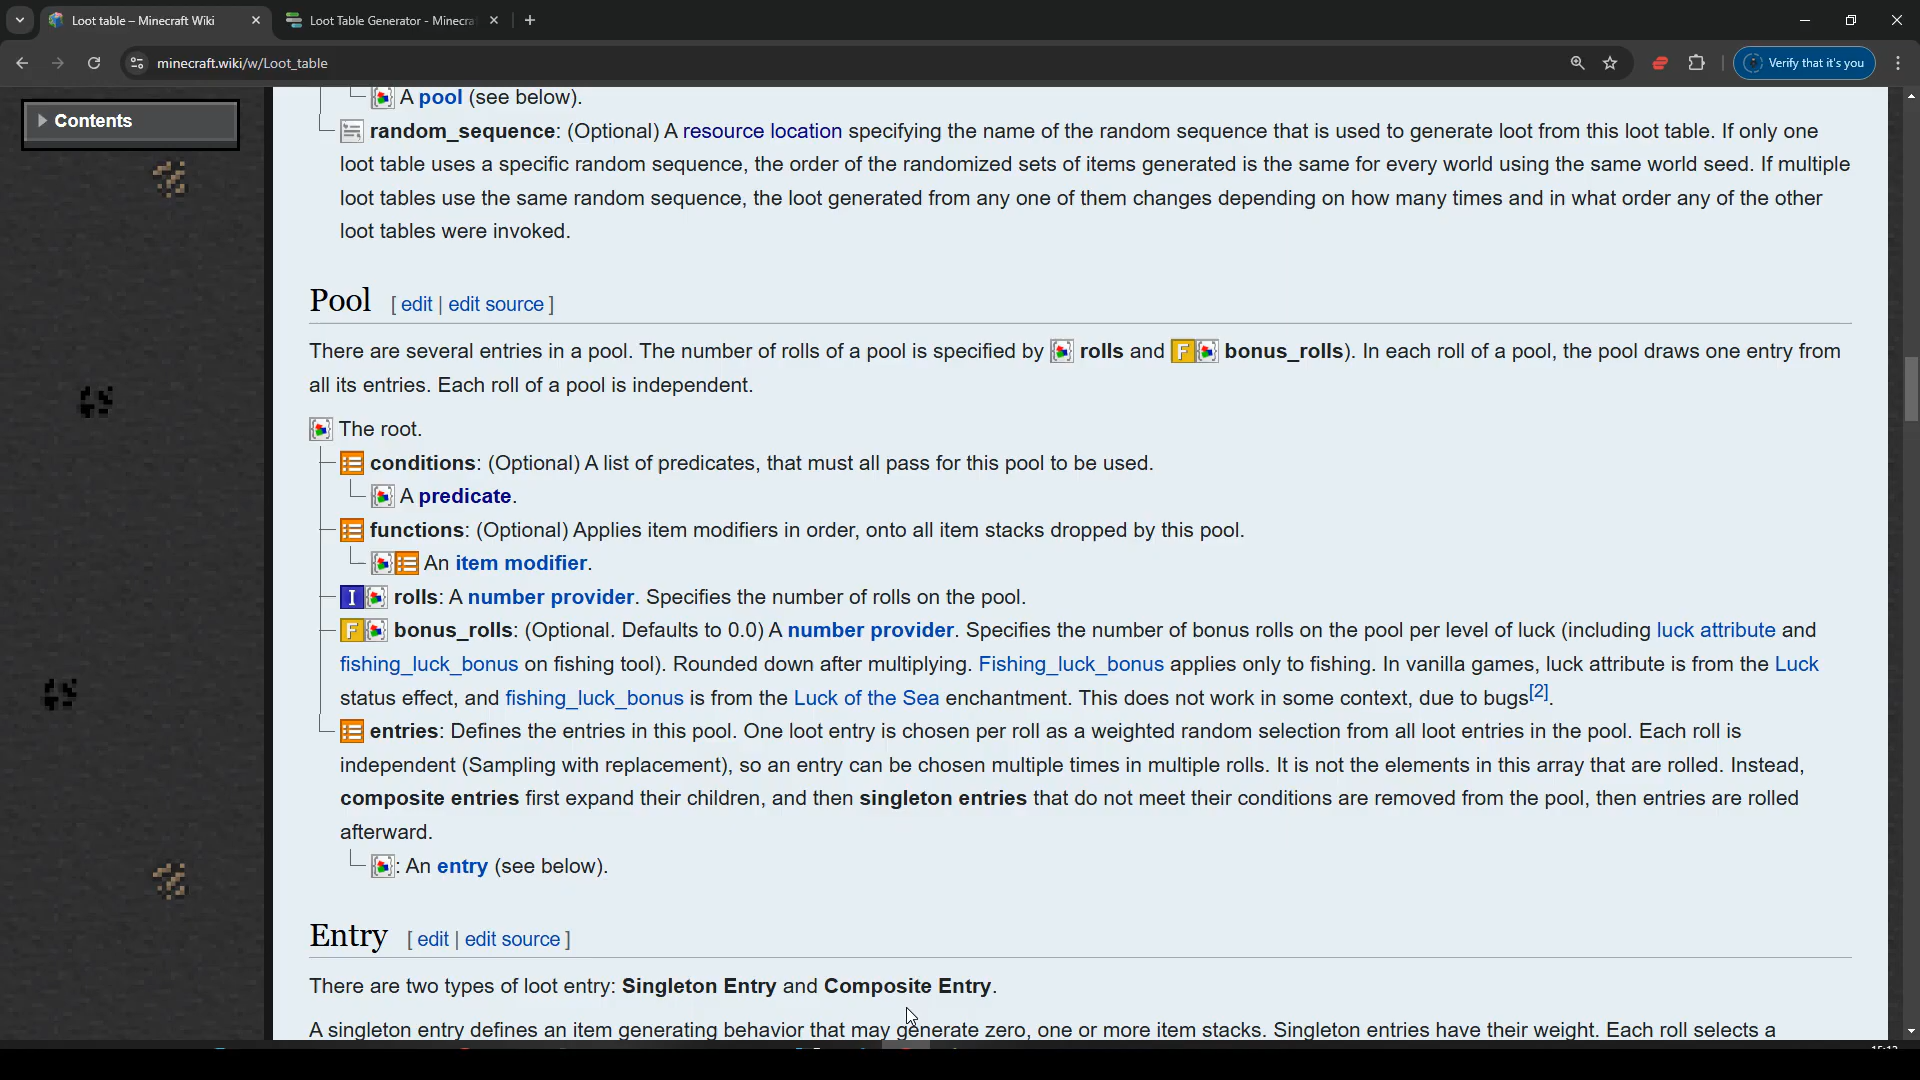 Loot table – Minecraft Wiki
Loot Table Generator - Minecra
minecraft.wiki/w/Loot_table
Verify that it's you
Contents
A pool (see below).
random_sequence: (Optional) A resource location specifying the name of the random sequence that is used to generate loot from this loot table. If only one
loot table uses a specific random sequence, the order of the randomized sets of items generated is the same for every world using the same world seed. If multiple
loot tables use the same random sequence, the loot generated from any one of them changes depending on how many times and in what order any of the other
loot tables were invoked.
Pool [ edit | edit source ]
There are several entries in a pool. The number of rolls of a pool is specified by rolls and F bonus_rolls). In each roll of a pool, the pool draws one entry from
all its entries. Each roll of a pool is independent.
The root.
conditions: (Optional) A list of predicates, that must all pass for this pool to be used.
A predicate.
functions: (Optional) Applies item modifiers in order, onto all item stacks dropped by this pool.
An item modifier.
I rolls: A number provider. Specifies the number of rolls on the pool.
F bonus_rolls: (Optional. Defaults to 0.0) A number provider. Specifies the number of bonus rolls on the pool per level of luck (including luck attribute and
fishing_luck_bonus on fishing tool). Rounded down after multiplying. Fishing_luck_bonus applies only to fishing. In vanilla games, luck attribute is from the Luck
status effect, and fishing_luck_bonus is from the Luck of the Sea enchantment. This does not work in some context, due to bugs[2].
entries: Defines the entries in this pool. One loot entry is chosen per roll as a weighted random selection from all loot entries in the pool. Each roll is
independent (Sampling with replacement), so an entry can be chosen multiple times in multiple rolls. It is not the elements in this array that are rolled. Instead,
composite entries first expand their children, and then singleton entries that do not meet their conditions are removed from the pool, then entries are rolled
afterward.
: An entry (see below).
Entry [ edit | edit source ]
There are two types of loot entry: Singleton Entry and Composite Entry.
A singleton entry defines an item generating behavior that may generate zero, one or more item stacks. Singleton entries have their weight. Each roll selects a